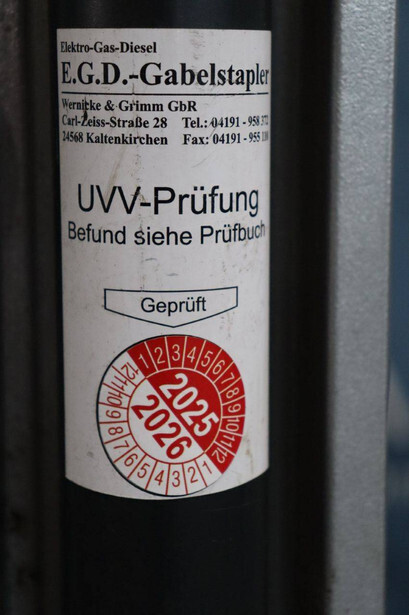 Elektro-Gas-Diesel
E.G.D.-Gabelstapler
Wernicke & Grimm GbR
Carl-Zeiss-Straße 28 Tel.: 04191 - 958 372
24568 Kaltenkirchen Fax: 04191 - 955
UVV-Prüfung
Befund siehe Prüfbuch
Geprüft
1 2 3 4 5 6 7 8 9 10 11 12
2025
2026
1 2 3 4 5 6 7 8 9 10 11 12